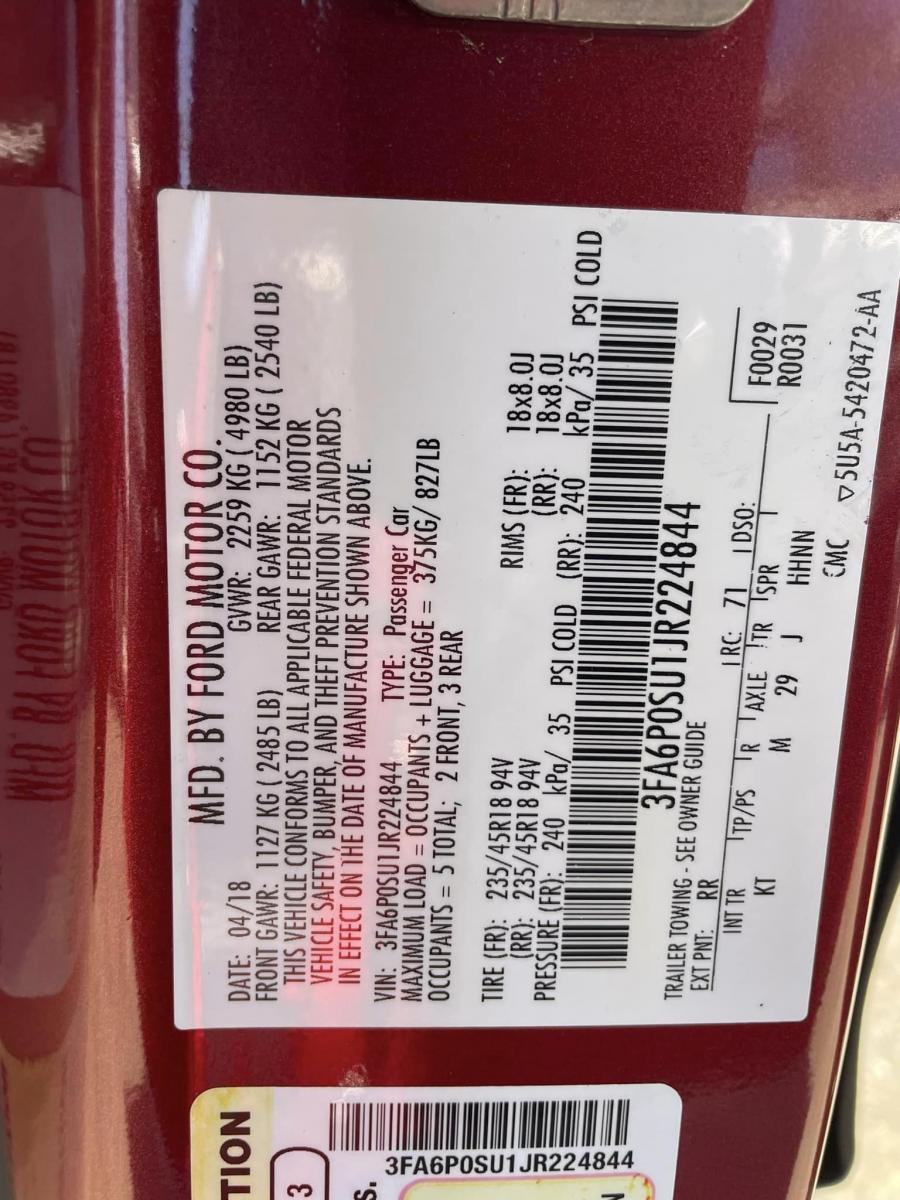 MFD. BY FORD MOTOR CO.
DATE: 04/18 GVWR: 2259 KG ( 4980 LB)
FRONT GAWR: 1127 KG ( 2485 LB) REAR GAWR: 1152 KG ( 2540 LB)
THIS VEHICLE CONFORMS TO ALL APPLICABLE FEDERAL MOTOR
VEHICLE SAFETY, BUMPER, AND THEFT PREVENTION STANDARDS
IN EFFECT ON THE DATE OF MANUFACTURE SHOWN ABOVE.
VIN: 3FA6P0SU1JR224844 TYPE: Passenger Car
MAXIMUM LOAD = OCCUPANTS + LUGGAGE = 375KG/ 827LB
OCCUPANTS = 5 TOTAL; 2 FRONT, 3 REAR
TIRE (FR): 235/45R18 94V RIMS (FR): 18x8.0J
(RR): 235/45R18 94V (RR): 18x8.0J
PRESSURE (FR): 240 kPa/ 35 PSI COLD (RR): 240 kPa/ 35 PSI COLD
3FA6P0SU1JR224844
TRAILER TOWING - SEE OWNER GUIDE
EXT PNT: RR RC: 71 DSO: F0029
R0031
INT TR TP/PS R AXLE TR SPR
KT M 29 J HHNN
CMC ▽5U5A-5420472-AA
TION
3
3FA6P0SU1JR224844
S.
N